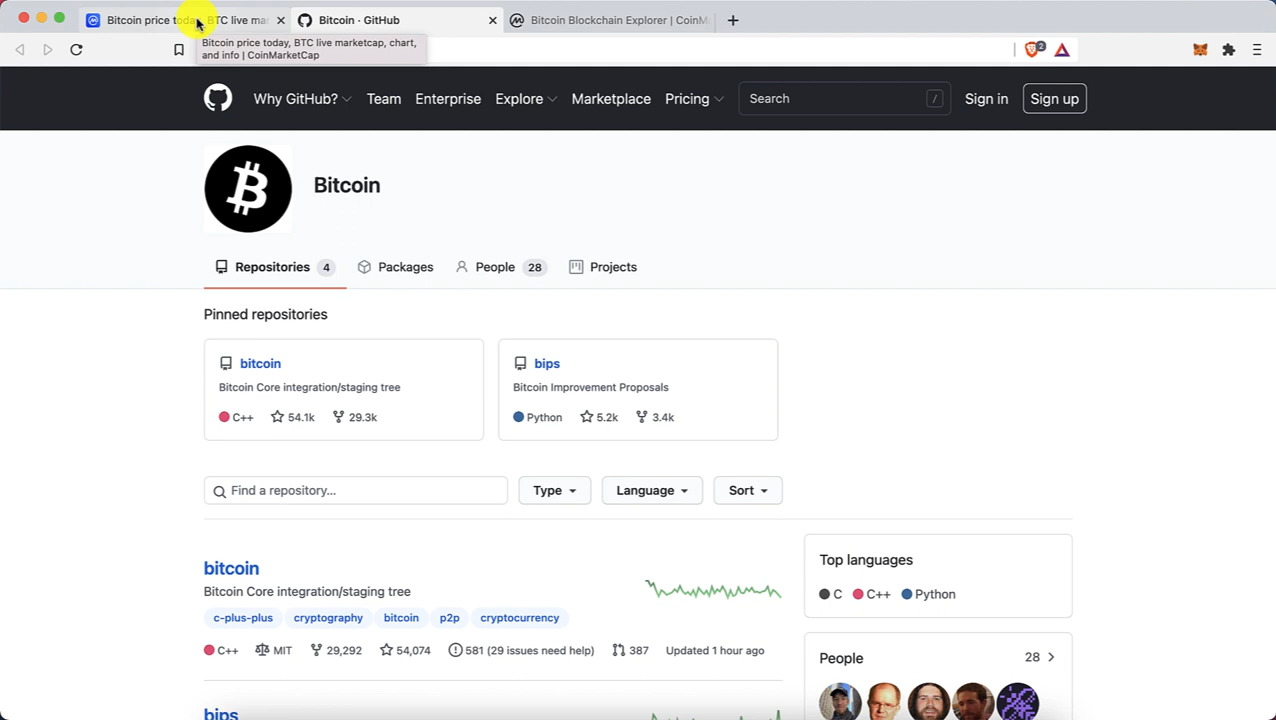 Bitcoin price today, BTC live mar
Bitcoin · GitHub
Bitcoin Blockchain Explorer | CoinM
Bitcoin price today, BTC live marketcap, chart,
and info | CoinMarketCap
2
Why GitHub?
Team
Enterprise
Explore
Marketplace
Pricing
Search
/
Sign in
Sign up
Bitcoin
Repositories 4
Packages
People 28
Projects
Pinned repositories
bitcoin
Bitcoin Core integration/staging tree
C++ 54.1k 29.3k
bips
Bitcoin Improvement Proposals
Python 5.2k 3.4k
Find a repository...
Type
Language
Sort
bitcoin
Bitcoin Core integration/staging tree
c-plus-plus cryptography bitcoin p2p cryptocurrency
C++ MIT 29,292 54,074 581 (29 issues need help) 387 Updated 1 hour ago
bips
Top languages
C C++ Python
People 28